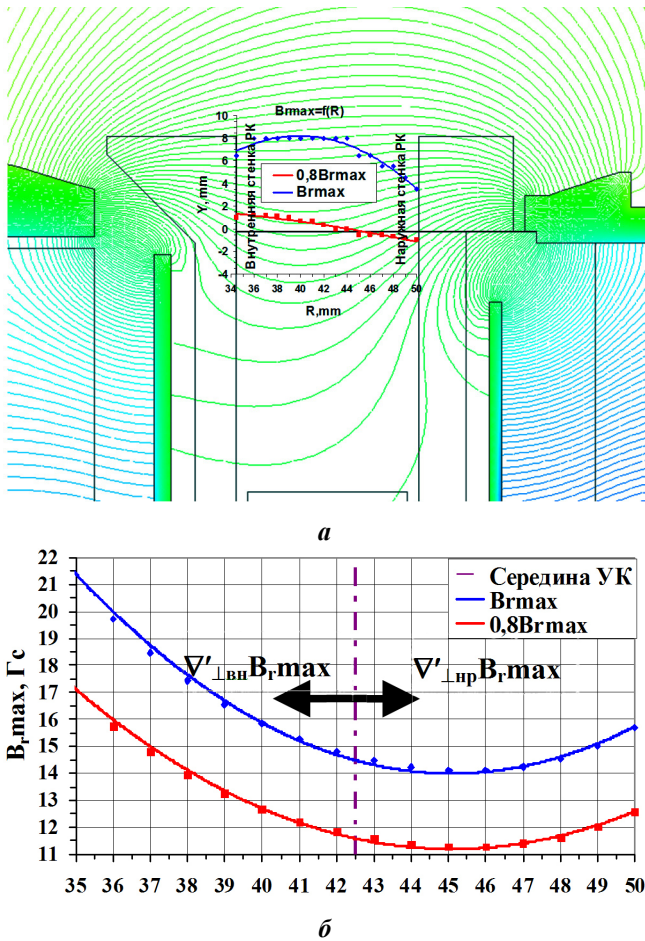 Brmax=f(R)
10
8
6
4
2
0
-2
-4
Y, mm
Внутренняя стенка РК
0,8Brmax
Brmax
Наружная стенка РК
34 36 38 40 42 44 46 48 50
R,mm
а
22
21
20
19
18
17
16
15
14
13
12
11
Brmax, Гс
Середина УК
Brmax
0,8Brmax
∇′⊥внBrmax
∇′⊥нрBrmax
35 36 37 38 39 40 41 42 43 44 45 46 47 48 49 50
б